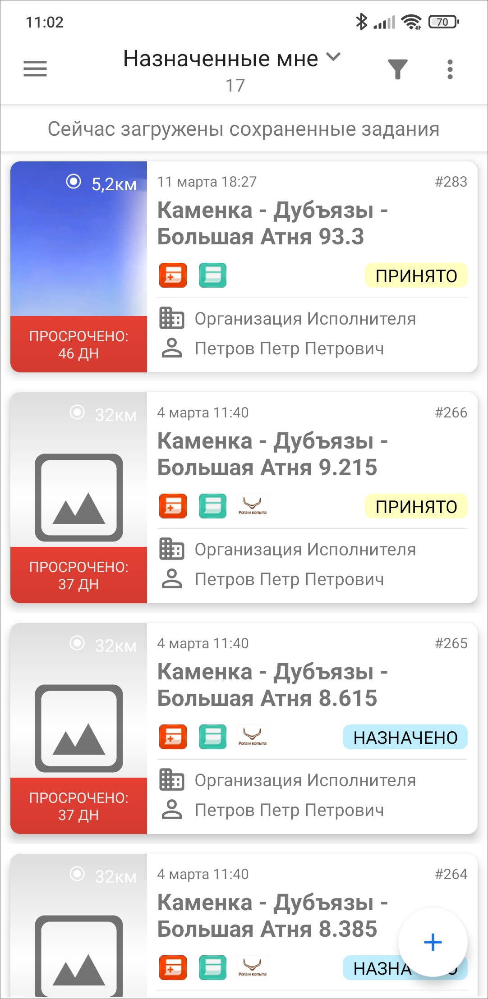 11:02
70
Назначенные мне
17
Сейчас загружены сохраненные задания
5,2км
11 марта 18:27
#283
Каменка - Дубъязы -
Большая Атня 93.3
ПРИНЯТО
ПРОСРОЧЕНО:
46 ДН
Организация Исполнителя
Петров Петр Петрович
32км
4 марта 11:40
#266
Каменка - Дубъязы -
Большая Атня 9.215
Рога и копыта
ПРИНЯТО
ПРОСРОЧЕНО:
37 ДН
Организация Исполнителя
Петров Петр Петрович
32км
4 марта 11:40
#265
Каменка - Дубъязы -
Большая Атня 8.615
Рога и копыта
НАЗНАЧЕНО
ПРОСРОЧЕНО:
37 ДН
Организация Исполнителя
Петров Петр Петрович
32км
4 марта 11:40
#264
Каменка - Дубъязы -
Большая Атня 8.385
Рога и копыта